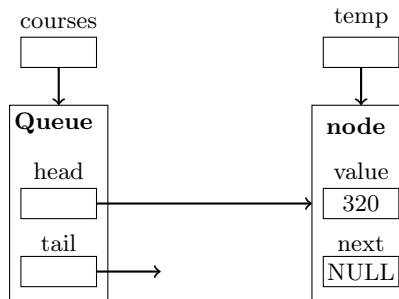 courses
temp
Queue
node
head
value
320
tail
next
NULL